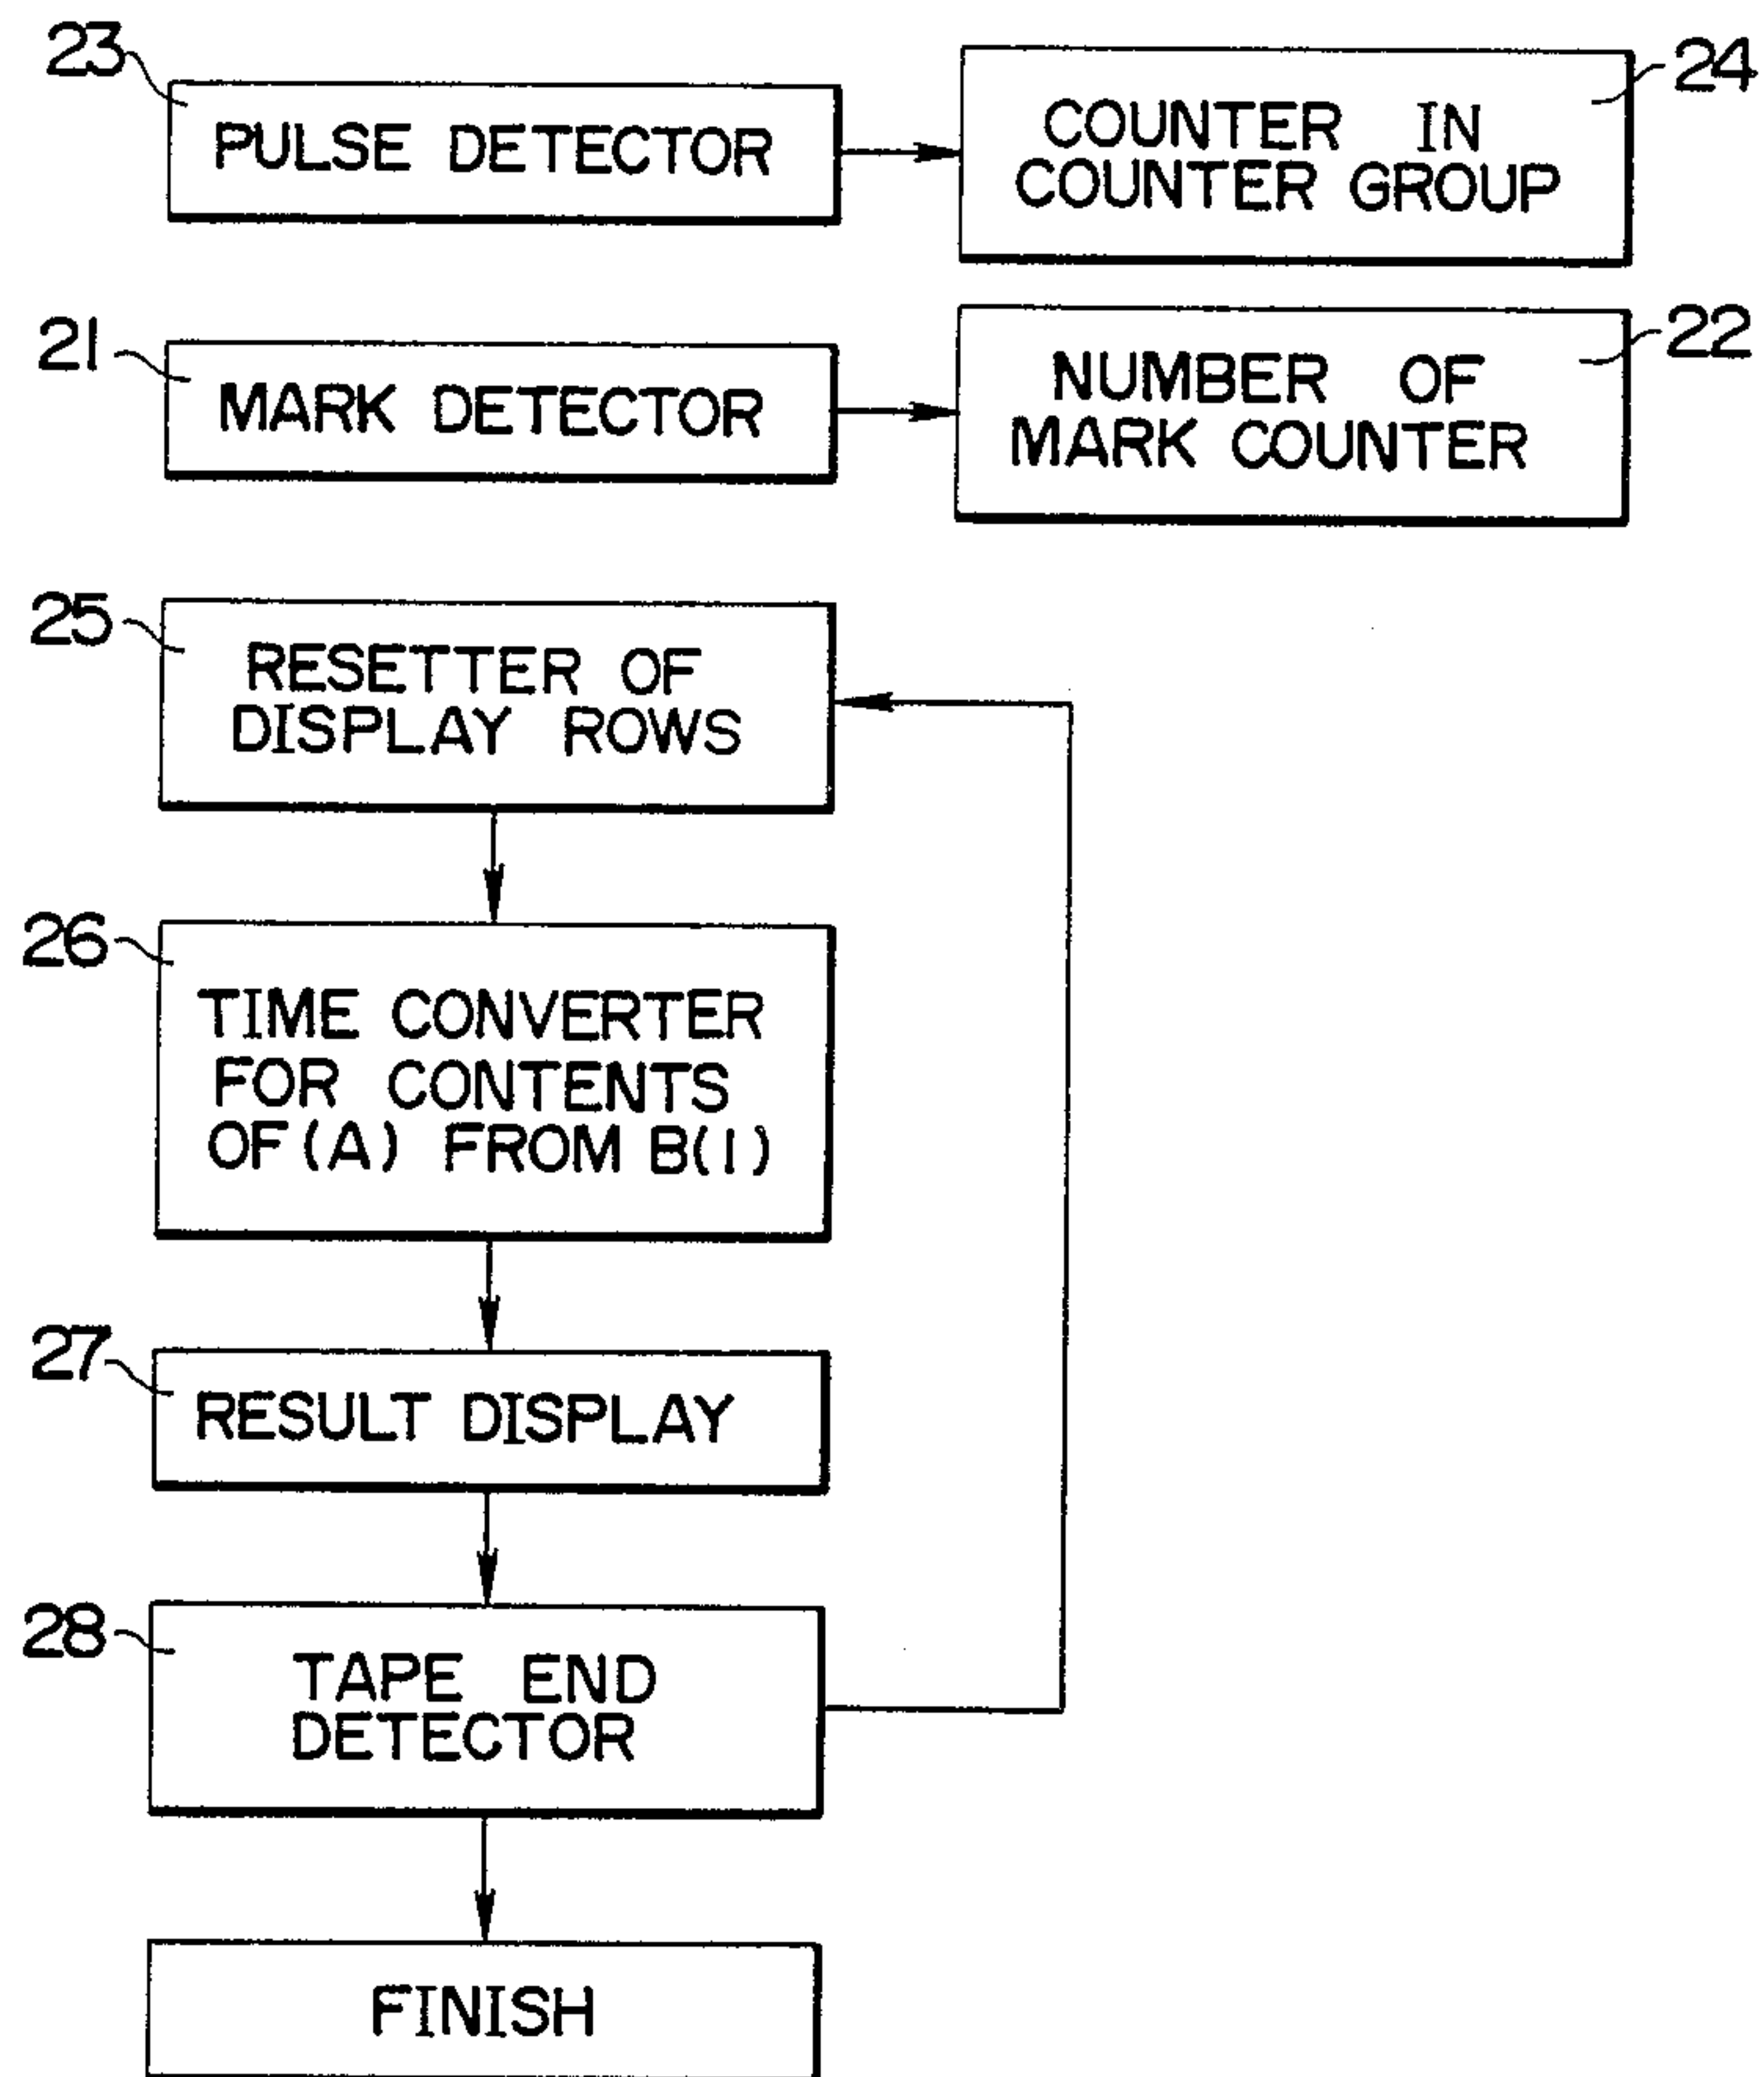 23
PULSE DETECTOR
24
COUNTER IN
COUNTER GROUP
21
MARK DETECTOR
22
NUMBER OF
MARK COUNTER
25
RESETTER OF
DISPLAY ROWS
26
TIME CONVERTER
FOR CONTENTS
OF (A) FROM B(1)
27
RESULT DISPLAY
28
TAPE END
DETECTOR
FINISH